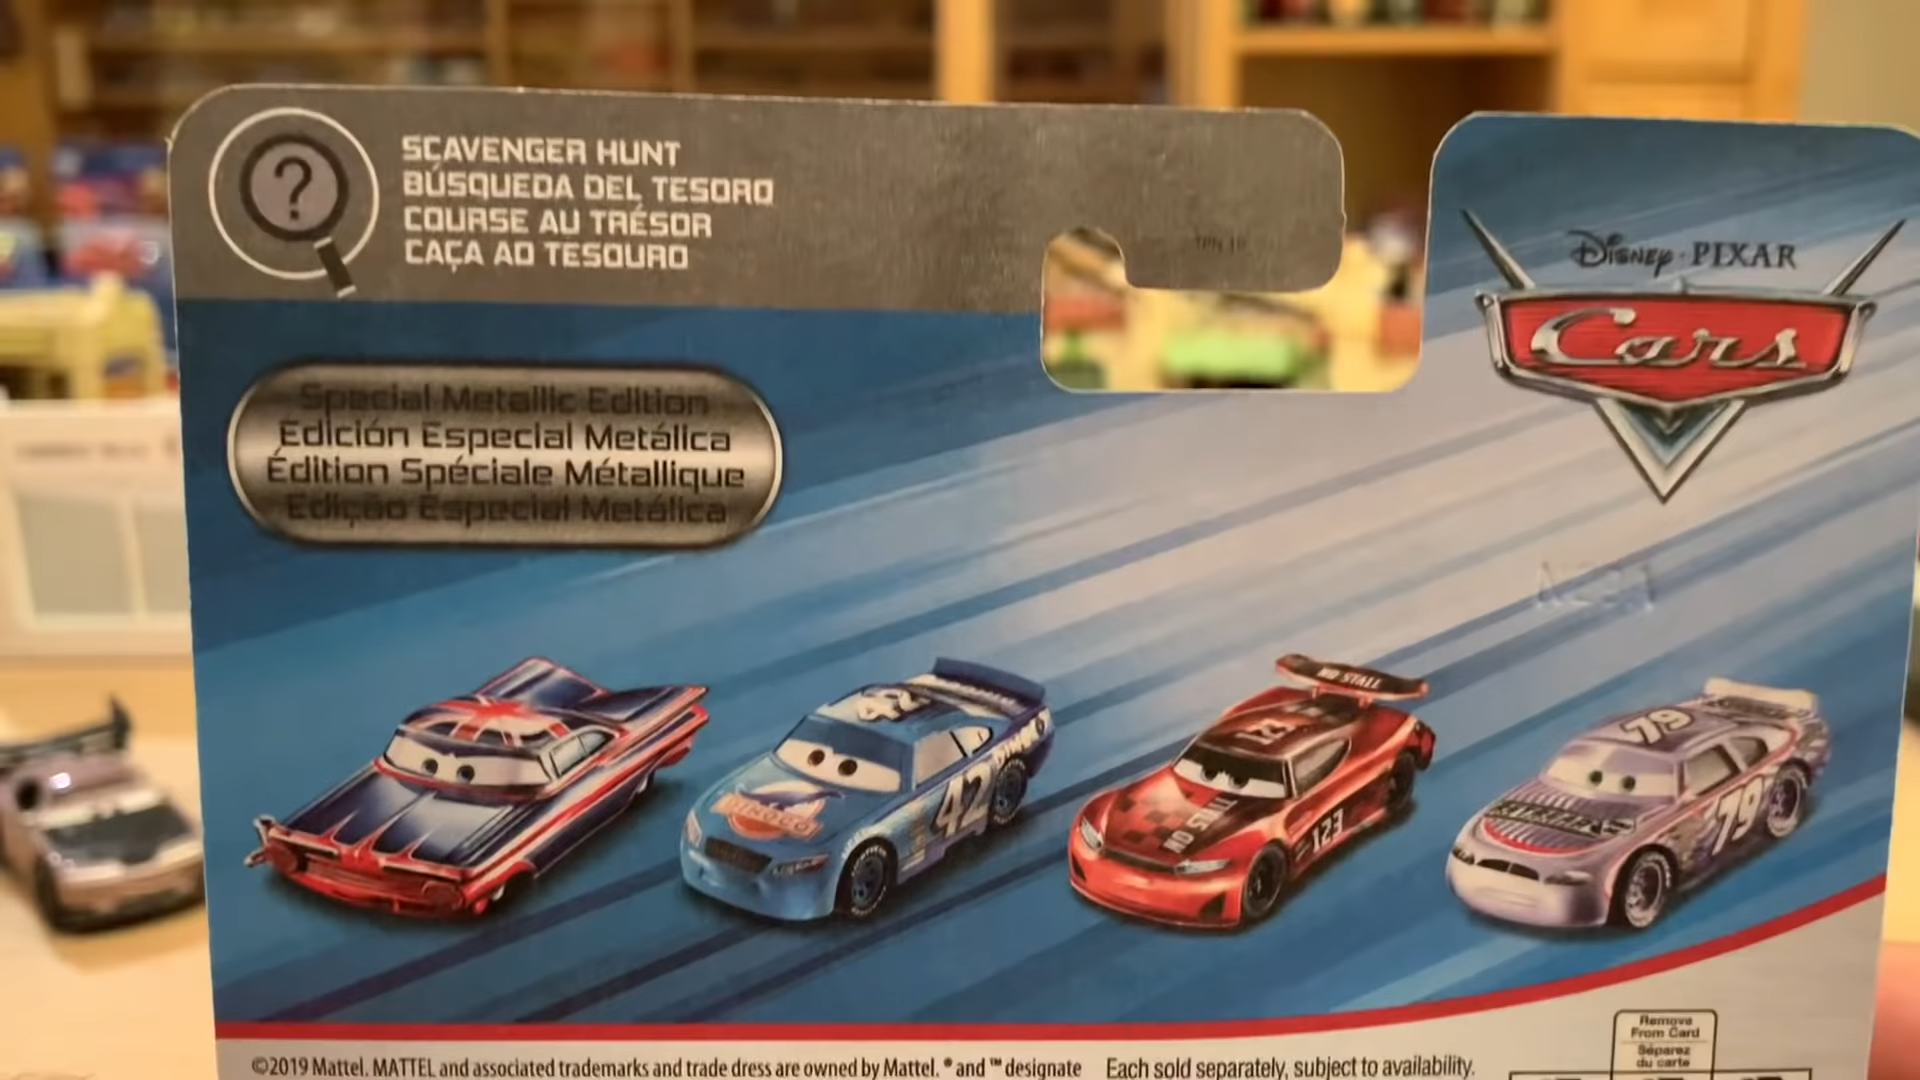 SCAVENGER HUNT
BÚSQUEDA DEL TESORO
COURSE AU TRÉSOR
CAÇA AO TESOURO
Special Metallic Edition
Edición Especial Metálica
Édition Spéciale Métallique
Edição Especial Metálica
Disney·PIXAR
Cars
42
42
Dinoco
NO STALL
123
NO STALL
123
79
79
©2019 Mattel. MATTEL and associated trademarks and trade dress are owned by Mattel. ® and ™ designate
Each sold separately, subject to availability.
Remove
From Card
Séparez
du carte